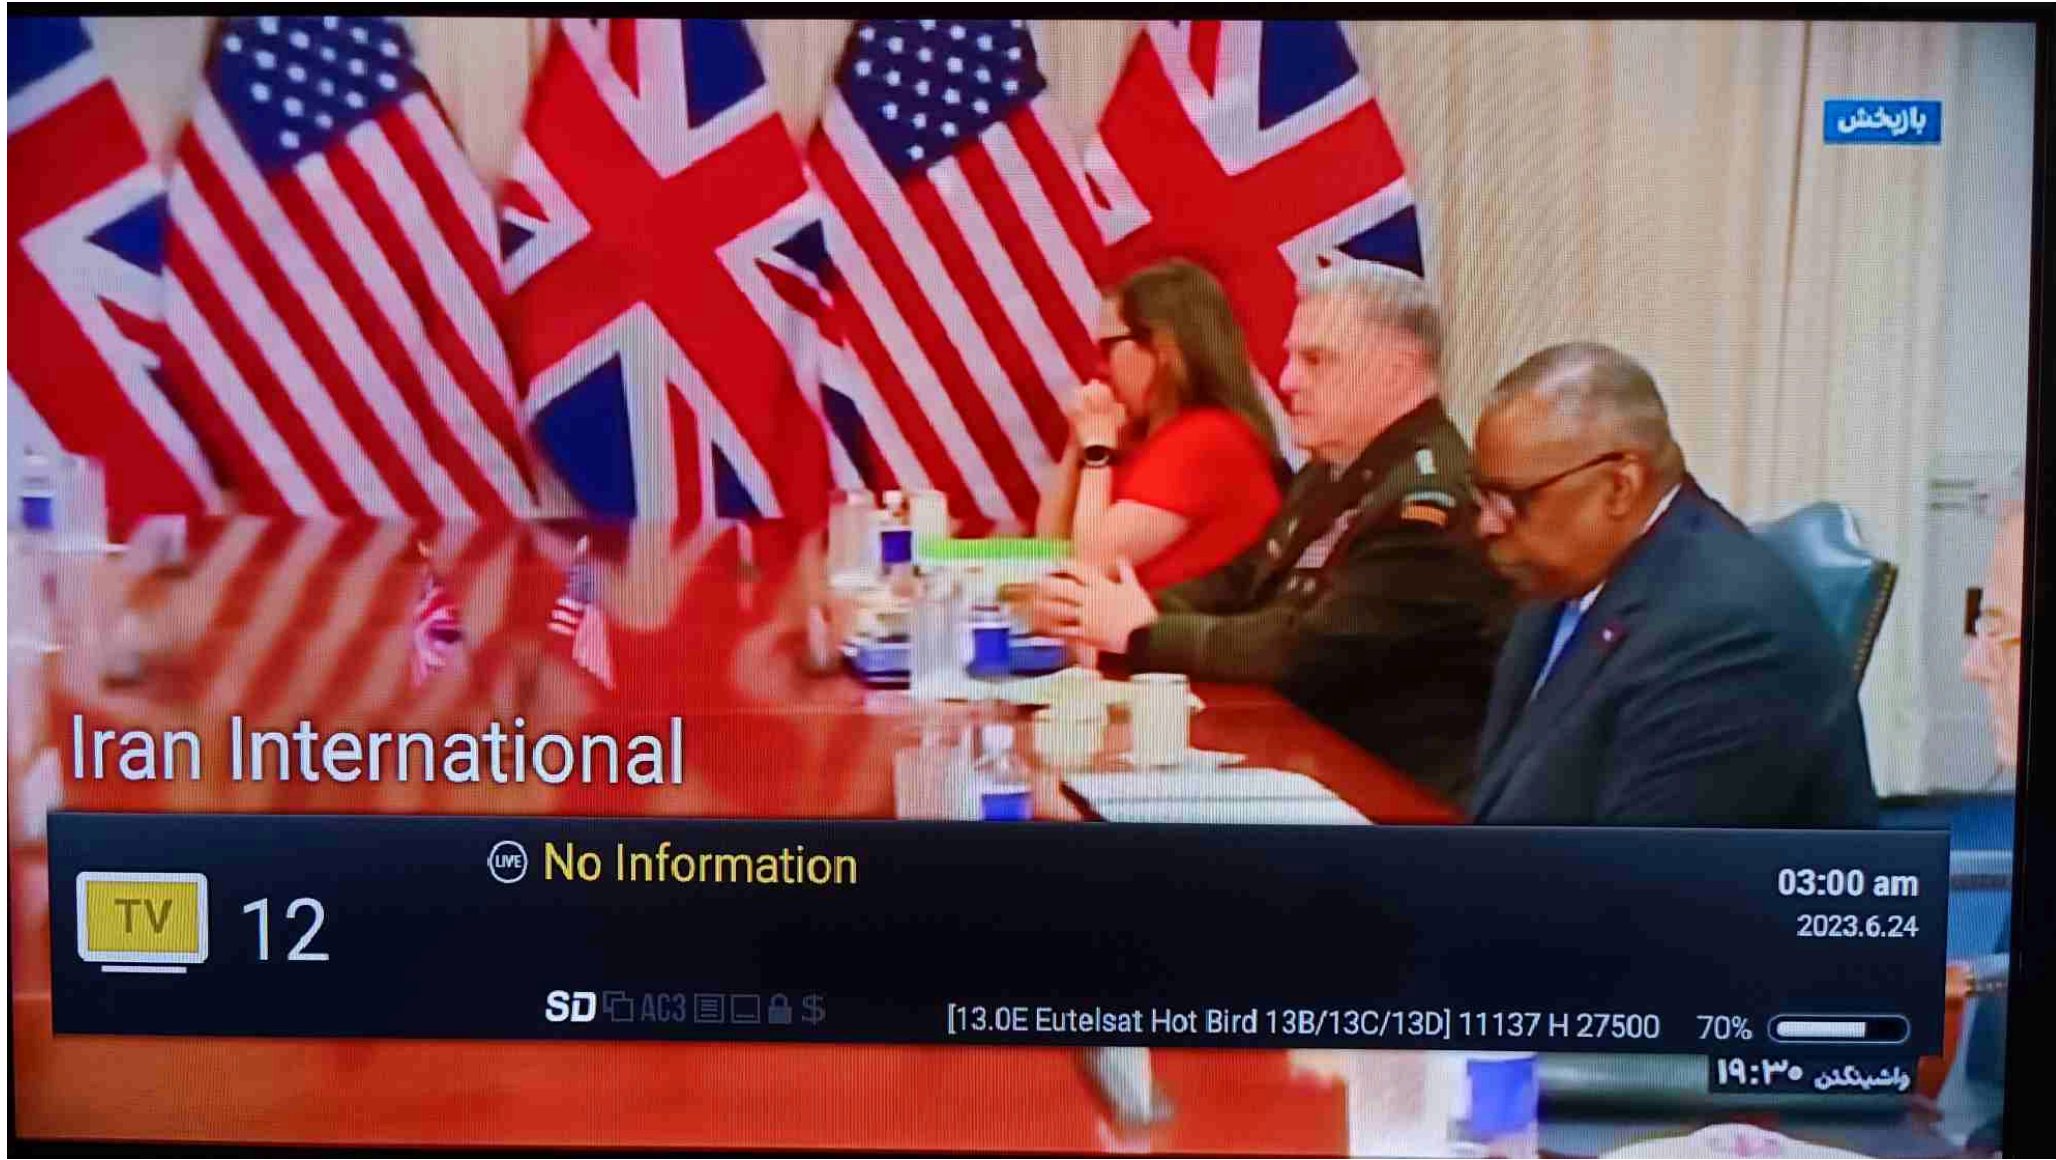 بازپخش
Iran International
TV 12
LIVE No Information
03:00 am
2023.6.24
SD AC3 $
[13.0E Eutelsat Hot Bird 13B/13C/13D] 11137 H 27500 70%
واشینگتن ۱۹:۳۰